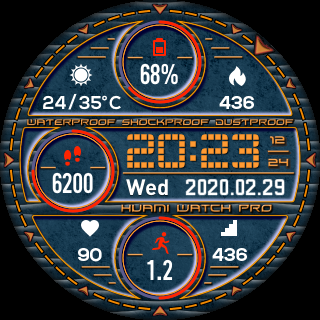 68%
24/35°C
436
WATERPROOF SHOCKPROOF DUSTPROOF
20:23
12
24
6200
Wed 2020.02.29
HUAMI WATCH PRO
90
1.2
436